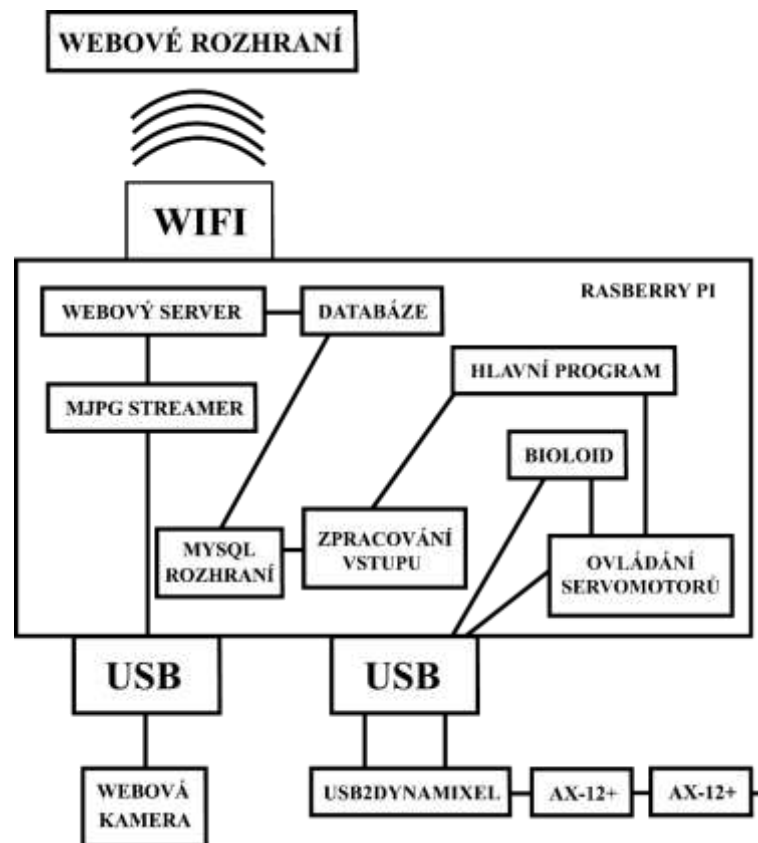 WEBOVÉ ROZHRANÍ
WIFI
RASBERRY PI
WEBOVÝ SERVER
DATABÁZE
HLAVNÍ PROGRAM
MJPG STREAMER
BIOLOID
MYSQL
ROZHRANÍ
ZPRACOVÁNÍ
VSTUPU
OVLÁDÁNÍ
SERVOMOTORŮ
USB
USB
WEBOVÁ
KAMERA
USB2DYNAMIXEL
AX-12+
AX-12+